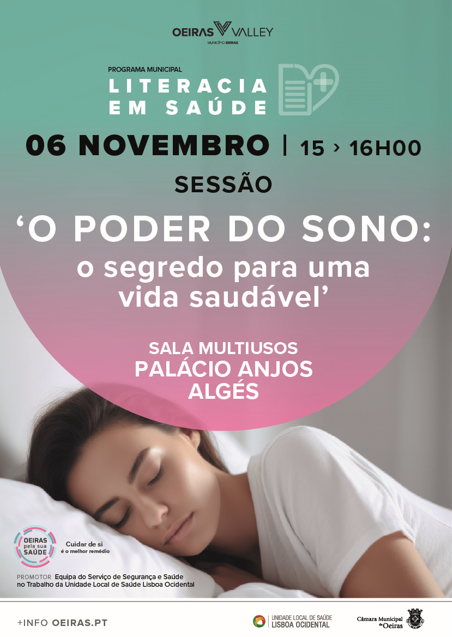 OEIRAS VALLEY
MUNICÍPIO OEIRAS
PROGRAMA MUNICIPAL
LITERACIA
EM SAÚDE
06 NOVEMBRO | 15 > 16H00
SESSÃO
‘O PODER DO SONO:
o segredo para uma
vida saudável’
SALA MULTIUSOS
PALÁCIO ANJOS
ALGÉS
OEIRAS
pela sua
SAÚDE
Cuidar de si
é o melhor remédio
PROMOTOR Equipa do Serviço de Segurança e Saúde
no Trabalho da Unidade Local de Saúde Lisboa Ocidental
+INFO OEIRAS.PT
UNIDADE LOCAL DE SAÚDE
LISBOA OCIDENTAL
Câmara Municipal
de Oeiras